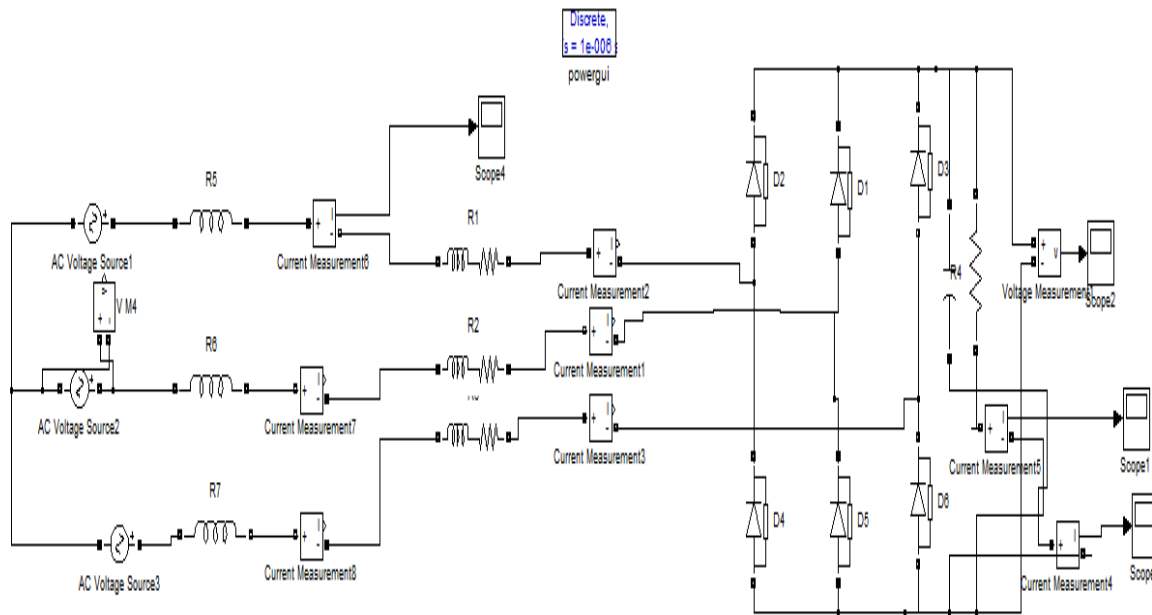 Discrete,
s = 1e-006 s
powergui
Scope4
R5
AC Voltage Source1
Current Measurement6
R1
Current Measurement2
D2
D1
D3
V M4
R4
Voltage Measurement1
Scope2
R6
R2
Current Measurement1
AC Voltage Source2
Current Measurement7
Current Measurement3
Current Measurement5
Scope1
R7
D4
D5
D6
AC Voltage Source3
Current Measurement8
Current Measurement4
Scope